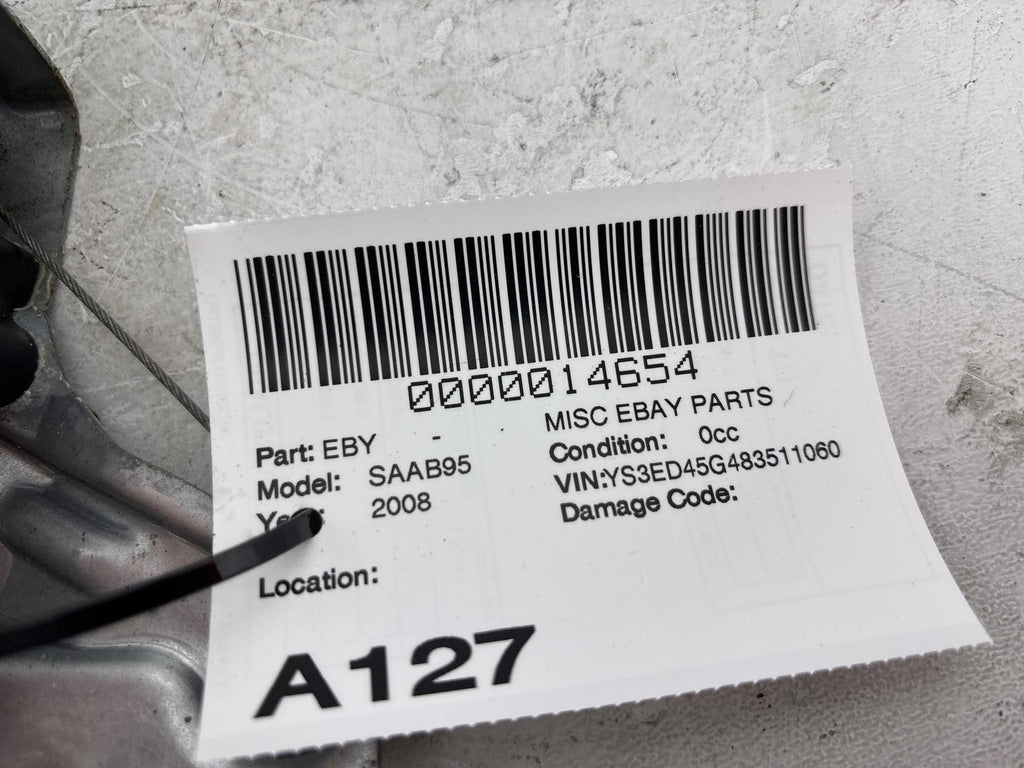 0000014654
MISC EBAY PARTS
Part: EBY -
Condition: 0cc
Model: SAAB95
VIN:YS3ED45G483511060
2008
Damage Code:
Location:
A127